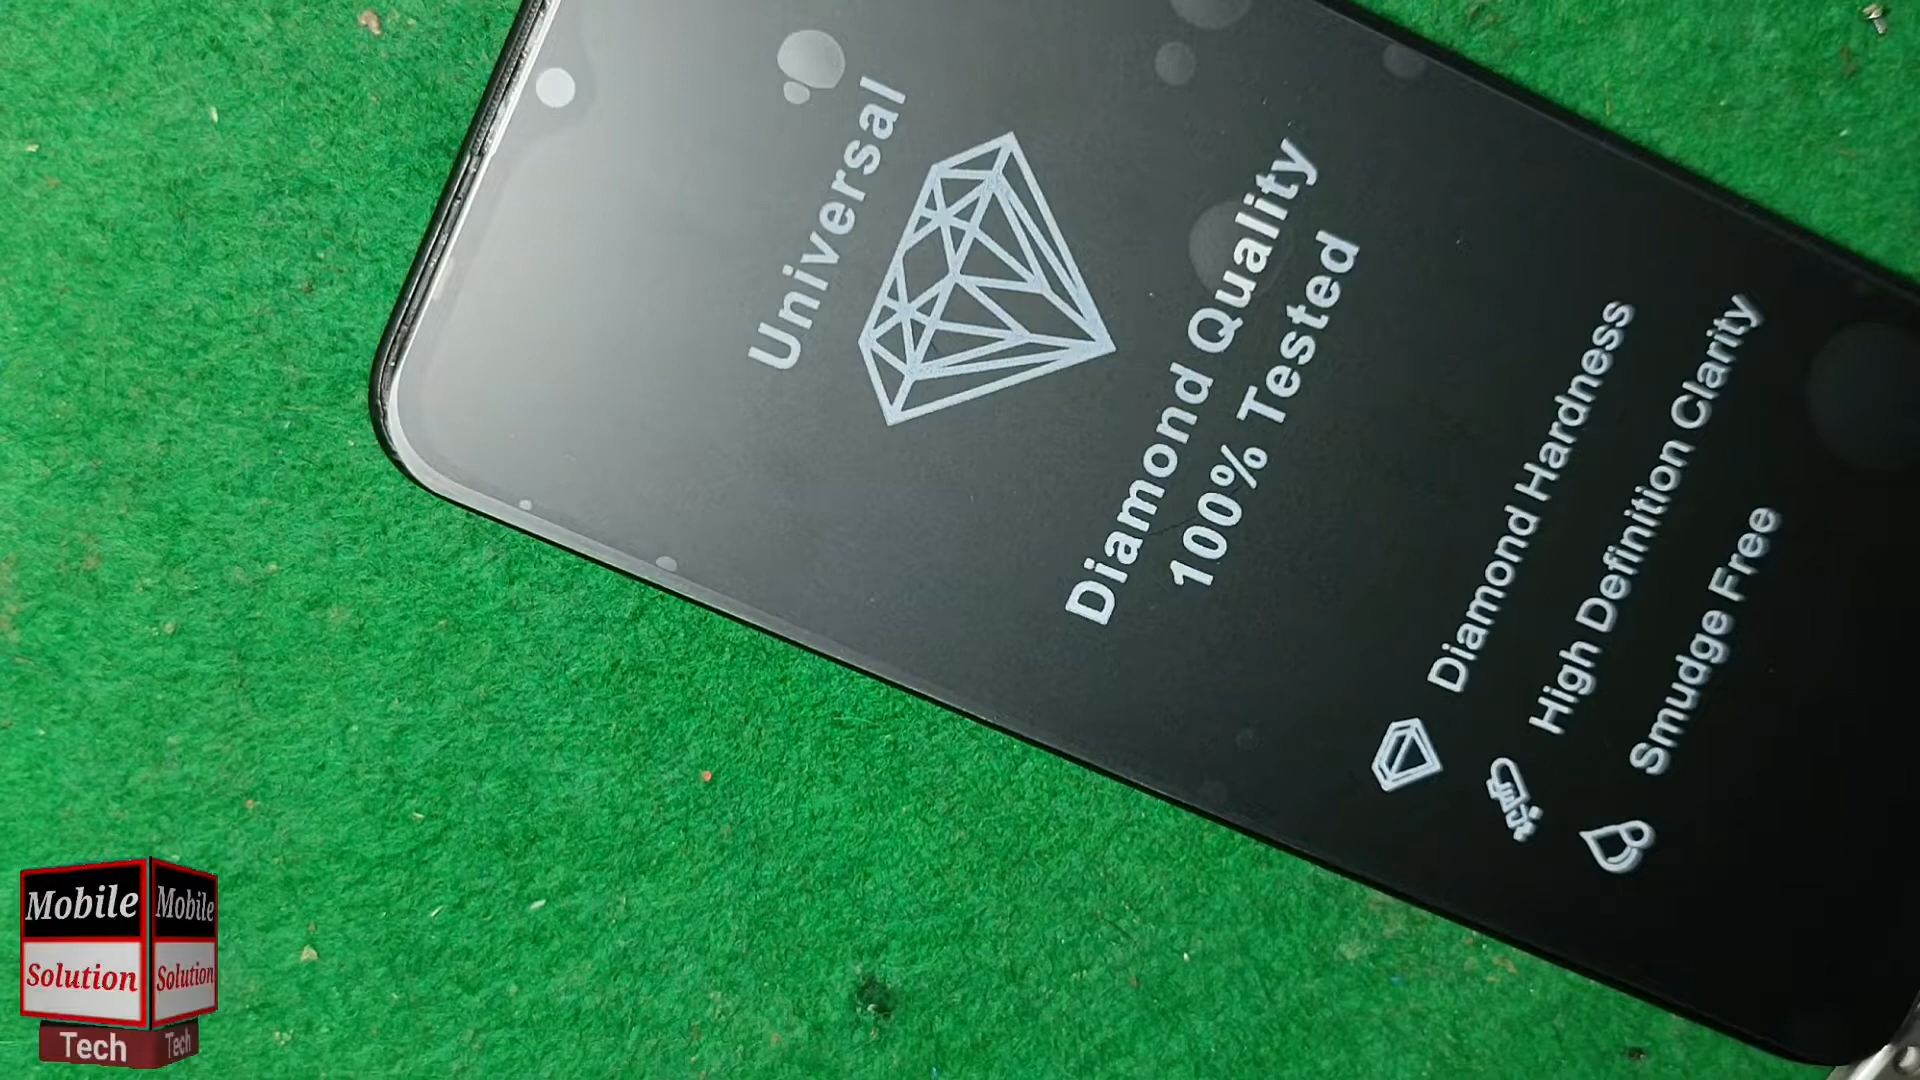 Universal
Diamond Quality
100% Tested
Diamond Hardness
High Definition Clarity
Smudge Free
Mobile
Solution
Tech
Mobile
Solution
Tech